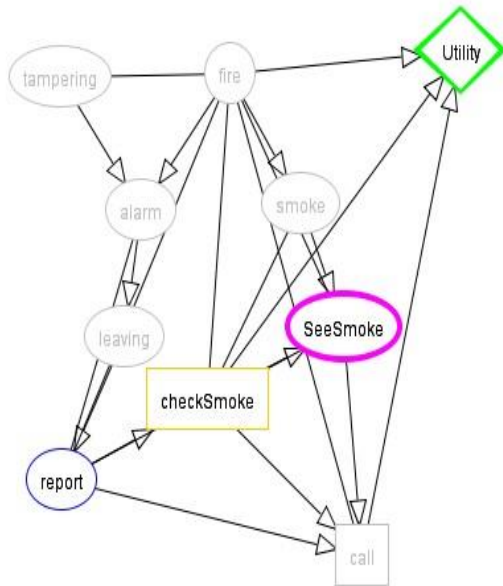 Utility
tampering
fire
alarm
smoke
leaving
SeeSmoke
checkSmoke
report
call